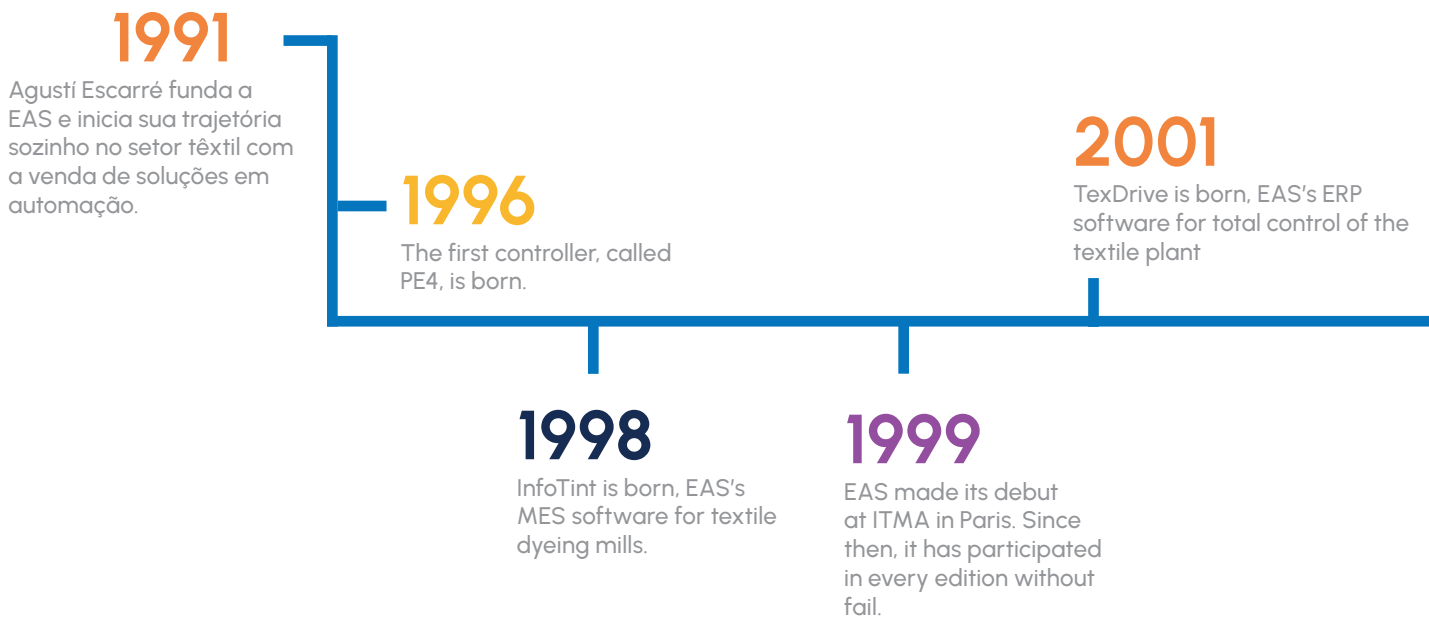 1991
Agustí Escarré funda a
EAS e inicia sua trajetória
sozinho no setor têxtil com
a venda de soluções em
automação.
1996
The first controller, called
PE4, is born.
2001
TexDrive is born, EAS's ERP
software for total control of the
textile plant
1998
InfoTint is born, EAS's
MES software for textile
dyeing mills.
1999
EAS made its debut
at ITMA in Paris. Since
then, it has participated
in every edition without
fail.